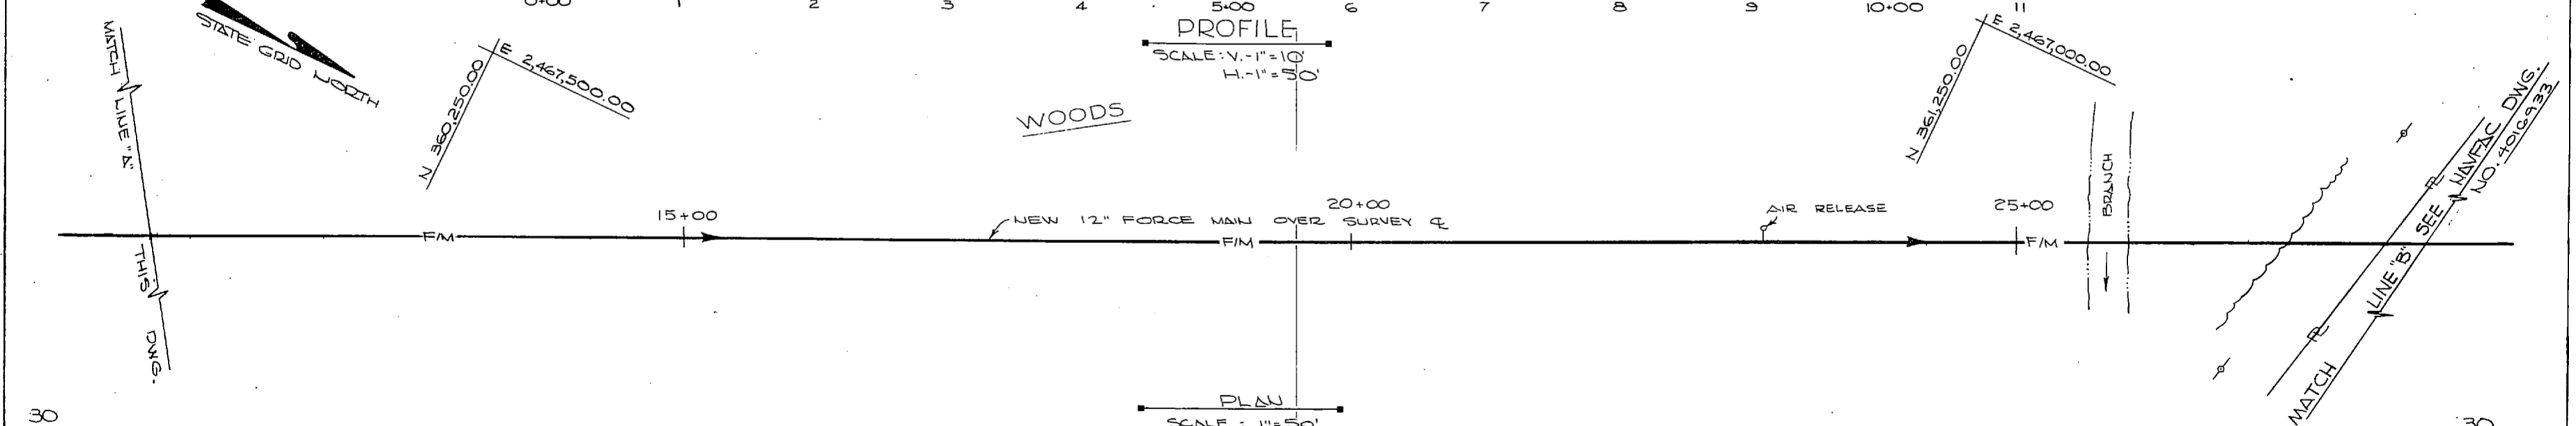 0+00 1 2 3 4 5+00 6 7 8 9 10+00 11
PROFILE
SCALE: V.-1"=10'
H.-1"=50'
STATE GRID NORTH
MATCH LINE "A"
THIS DWG.
N 360,250.00
E 2,467,500.00
WOODS
N 361,250.00
E 2,467,000.00
15+00
NEW 12" FORCE MAIN OVER SURVEY ℄
20+00
AIR RELEASE
25+00
BRANCH
F/M F/M F/M
MATCH LINE "B" SEE NAVFAC DWG.
NO. 4016933
PL
PL
PLAN
SCALE: 1"=50'
30 30